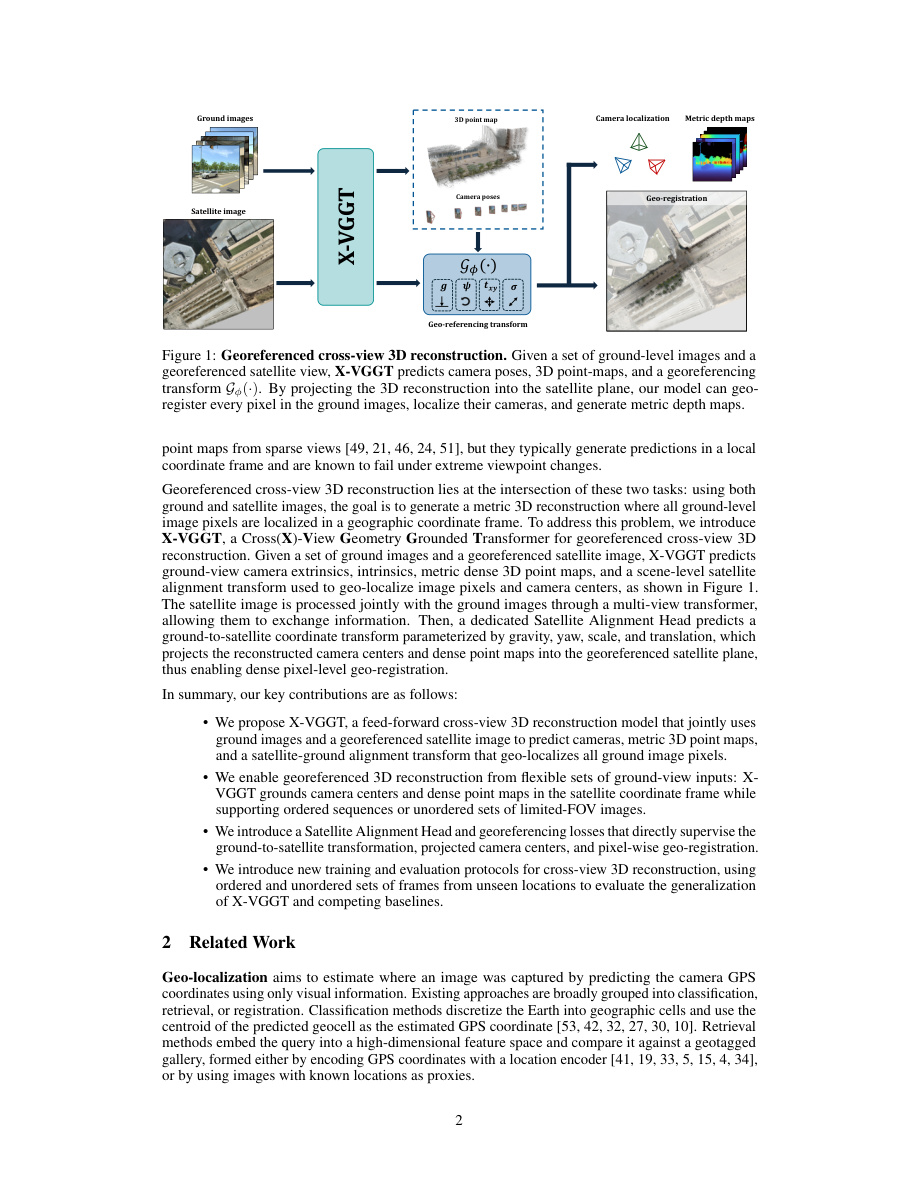 Ground images
Satellite image
X-VGGT
3D point map
Camera poses
𝒢ϕ(·)
g ψ txy σ
Geo-referencing transform
Camera localization
Metric depth maps
Geo-registration
Figure 1: Georeferenced cross-view 3D reconstruction. Given a set of ground-level images and a
georeferenced satellite view, X-VGGT predicts camera poses, 3D point-maps, and a georeferencing
transform 𝒢ϕ(·). By projecting the 3D reconstruction into the satellite plane, our model can geo-
register every pixel in the ground images, localize their cameras, and generate metric depth maps.
point maps from sparse views [49, 21, 46, 24, 51], but they typically generate predictions in a local
coordinate frame and are known to fail under extreme viewpoint changes.
Georeferenced cross-view 3D reconstruction lies at the intersection of these two tasks: using both
ground and satellite images, the goal is to generate a metric 3D reconstruction where all ground-level
image pixels are localized in a geographic coordinate frame. To address this problem, we introduce
X-VGGT, a Cross(X)-View Geometry Grounded Transformer for georeferenced cross-view 3D
reconstruction. Given a set of ground images and a georeferenced satellite image, X-VGGT predicts
ground-view camera extrinsics, intrinsics, metric dense 3D point maps, and a scene-level satellite
alignment transform used to geo-localize image pixels and camera centers, as shown in Figure 1.
The satellite image is processed jointly with the ground images through a multi-view transformer,
allowing them to exchange information. Then, a dedicated Satellite Alignment Head predicts a
ground-to-satellite coordinate transform parameterized by gravity, yaw, scale, and translation, which
projects the reconstructed camera centers and dense point maps into the georeferenced satellite plane,
thus enabling dense pixel-level geo-registration.
In summary, our key contributions are as follows:
• We propose X-VGGT, a feed-forward cross-view 3D reconstruction model that jointly uses
ground images and a georeferenced satellite image to predict cameras, metric 3D point maps,
and a satellite-ground alignment transform that geo-localizes all ground image pixels.
• We enable georeferenced 3D reconstruction from flexible sets of ground-view inputs: X-
VGGT grounds camera centers and dense point maps in the satellite coordinate frame while
supporting ordered sequences or unordered sets of limited-FOV images.
• We introduce a Satellite Alignment Head and georeferencing losses that directly supervise the
ground-to-satellite transformation, projected camera centers, and pixel-wise geo-registration.
• We introduce new training and evaluation protocols for cross-view 3D reconstruction, using
ordered and unordered sets of frames from unseen locations to evaluate the generalization
of X-VGGT and competing baselines.
2 Related Work
Geo-localization aims to estimate where an image was captured by predicting the camera GPS
coordinates using only visual information. Existing approaches are broadly grouped into classification,
retrieval, or registration. Classification methods discretize the Earth into geographic cells and use the
centroid of the predicted geocell as the estimated GPS coordinate [53, 42, 32, 27, 30, 10]. Retrieval
methods embed the query into a high-dimensional feature space and compare it against a geotagged
gallery, formed either by encoding GPS coordinates with a location encoder [41, 19, 33, 5, 15, 4, 34],
or by using images with known locations as proxies.
2